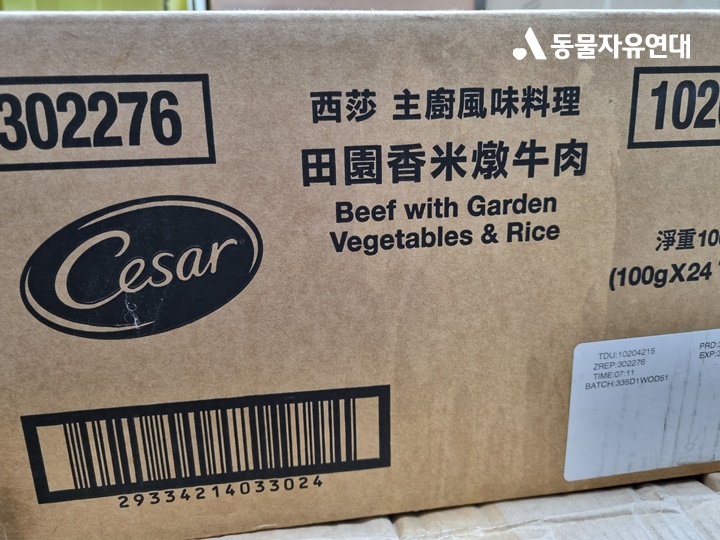 동물자유연대
302276
西莎 主廚風味料理
田園香米燉牛肉
Beef with Garden
Vegetables & Rice
Cesar
淨重
(100gX24
TDU:10204215
ZREP:302276
TIME:07:11
BATCH:335D1WOD51
PRD:
EXP:
29334214033024